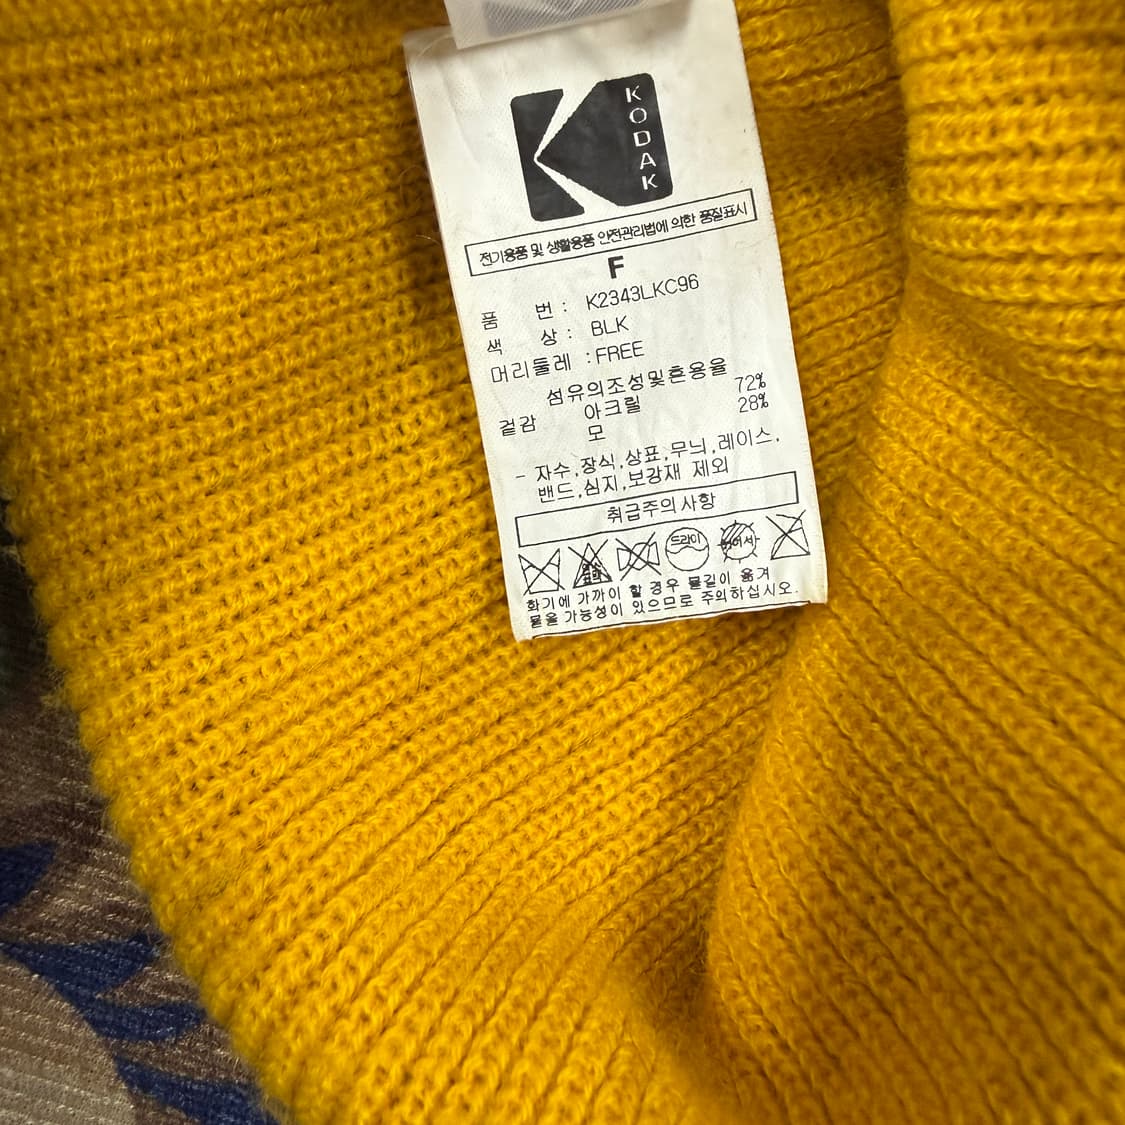 KODAK
전기용품 및 생활용품 안전관리법에 의한 품질표시
F
품 번 : K2343LKC96
색 상 : BLK
머리둘레 : FREE
섬유의조성및혼용율
겉감 아크릴 72%
모 28%
- 자수,장식,상표,무늬,레이스,
밴드,심지,보강재 제외
취급주의사항
드라이
화기에 가까이 할 경우 불길이 옮겨
붙을 가능성이 있으므로 주의하십시오.